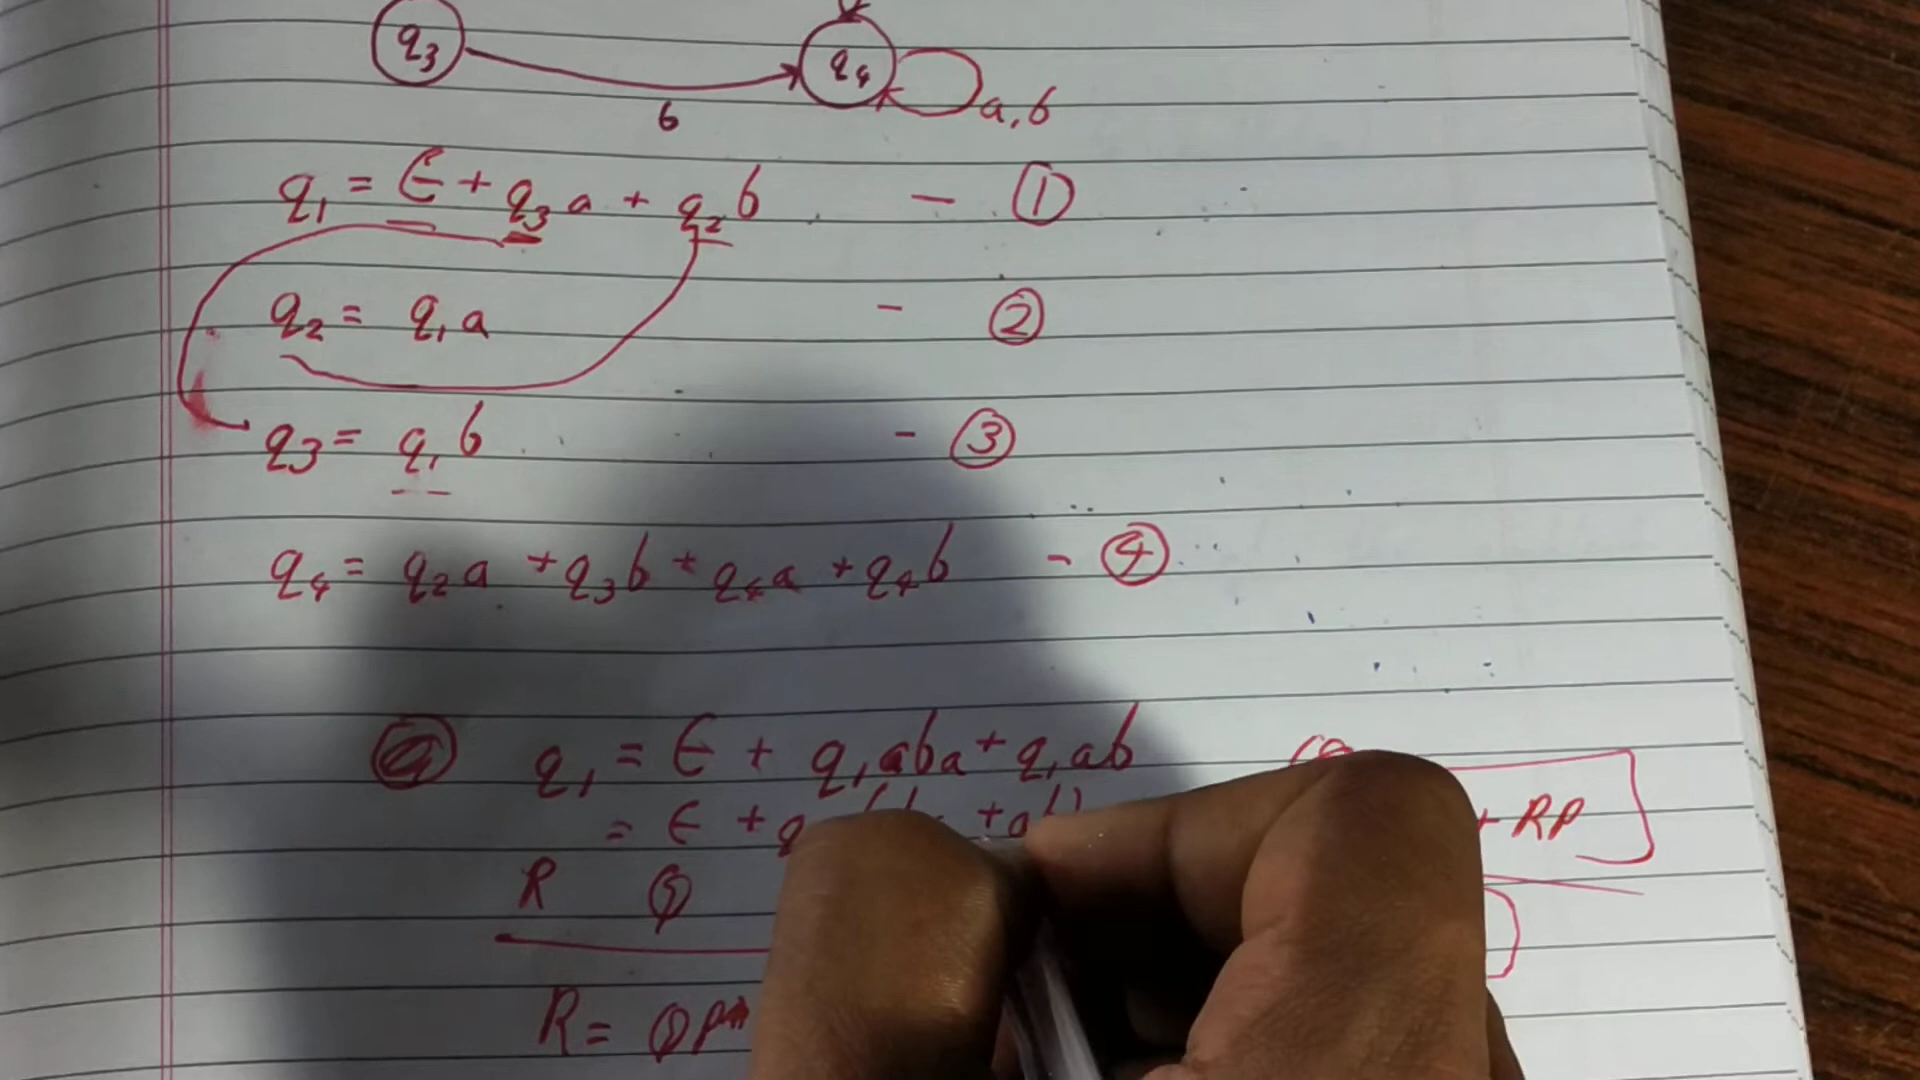 q3 q4
b a,b
q1 = ε + q3 a + q2 b - ①
q2 = q1 a - ②
q3 = q1 b - ③
q4 = q2 a + q3 b + q4 a + q4 b - ④
q1 = ε + q1 aba + q1 ab
= ε + q + RP
R Q
R = QP*